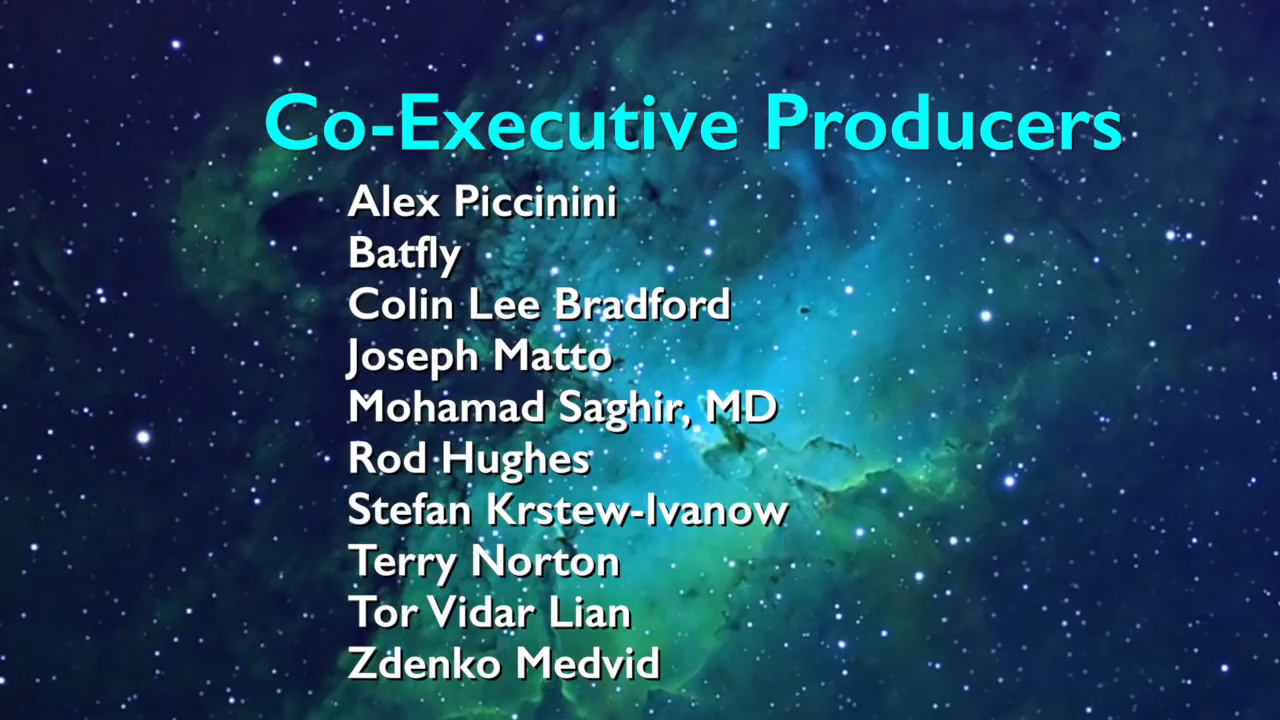 Co-Executive Producers
Alex Piccinini
Batfly
Colin Lee Bradford
Joseph Matto
Mohamad Saghir, MD
Rod Hughes
Stefan Krstew-Ivanow
Terry Norton
Tor Vidar Lian
Zdenko Medvid